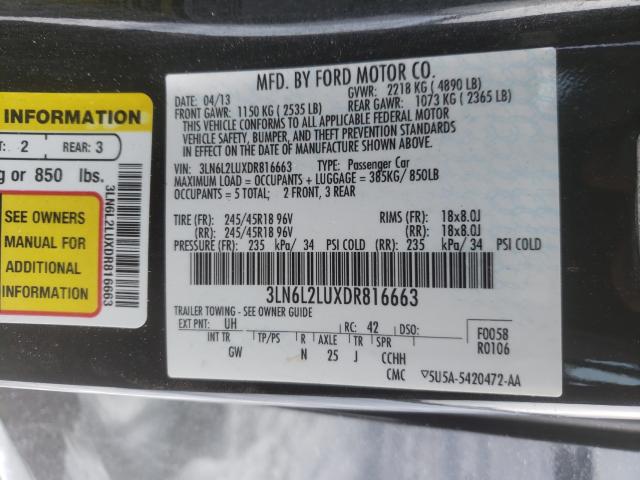 INFORMATION
2 REAR: 3
g or 850 lbs.
SEE OWNERS
MANUAL FOR
ADDITIONAL
INFORMATION
3LN6L2LUXDR816663
MFD. BY FORD MOTOR CO.
DATE: 04/13 GVWR: 2218 KG ( 4890 LB)
FRONT GAWR: 1150 KG ( 2535 LB) REAR GAWR: 1073 KG ( 2365 LB)
THIS VEHICLE CONFORMS TO ALL APPLICABLE FEDERAL MOTOR
VEHICLE SAFETY, BUMPER, AND THEFT PREVENTION STANDARDS
IN EFFECT ON THE DATE OF MANUFACTURE SHOWN ABOVE.
VIN: 3LN6L2LUXDR816663 TYPE: Passenger Car
MAXIMUM LOAD = OCCUPANTS + LUGGAGE = 385KG/ 850LB
OCCUPANTS = 5 TOTAL; 2 FRONT, 3 REAR
TIRE (FR): 245/45R18 96V RIMS (FR): 18x8.0J
(RR): 245/45R18 96V (RR): 18x8.0J
PRESSURE (FR): 235 kPa/ 34 PSI COLD (RR): 235 kPa/ 34 PSI COLD
3LN6L2LUXDR816663
TRAILER TOWING - SEE OWNER GUIDE
EXT PNT: UH RC: 42 DSO: F0058
INT TR TP/PS R AXLE TR SPR R0106
GW N 25 J CCHH
CMC 5U5A-5420472-AA